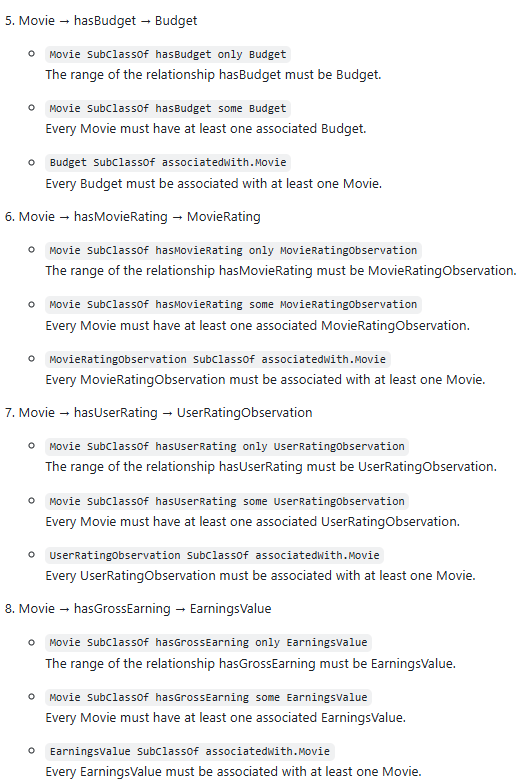 5. Movie → hasBudget → Budget
○ Movie SubClassOf hasBudget only Budget
The range of the relationship hasBudget must be Budget.
○ Movie SubClassOf hasBudget some Budget
Every Movie must have at least one associated Budget.
○ Budget SubClassOf associatedWith.Movie
Every Budget must be associated with at least one Movie.
6. Movie → hasMovieRating → MovieRating
○ Movie SubClassOf hasMovieRating only MovieRatingObservation
The range of the relationship hasMovieRating must be MovieRatingObservation.
○ Movie SubClassOf hasMovieRating some MovieRatingObservation
Every Movie must have at least one associated MovieRatingObservation.
○ MovieRatingObservation SubClassOf associatedWith.Movie
Every MovieRatingObservation must be associated with at least one Movie.
7. Movie → hasUserRating → UserRatingObservation
○ Movie SubClassOf hasUserRating only UserRatingObservation
The range of the relationship hasUserRating must be UserRatingObservation.
○ Movie SubClassOf hasUserRating some UserRatingObservation
Every Movie must have at least one associated UserRatingObservation.
○ UserRatingObservation SubClassOf associatedWith.Movie
Every UserRatingObservation must be associated with at least one Movie.
8. Movie → hasGrossEarning → EarningsValue
○ Movie SubClassOf hasGrossEarning only EarningsValue
The range of the relationship hasGrossEarning must be EarningsValue.
○ Movie SubClassOf hasGrossEarning some EarningsValue
Every Movie must have at least one associated EarningsValue.
○ EarningsValue SubClassOf associatedWith.Movie
Every EarningsValue must be associated with at least one Movie.